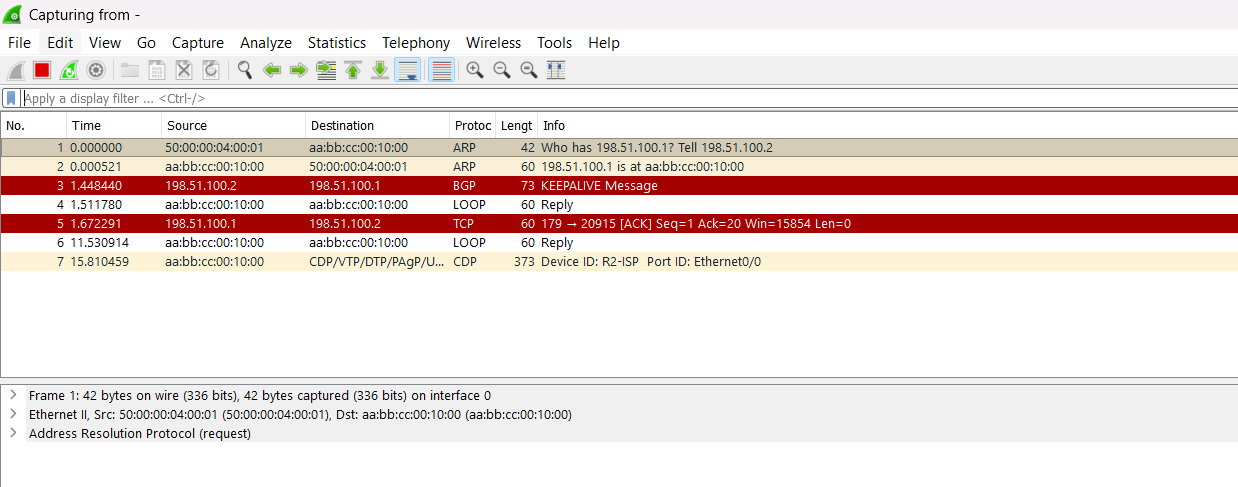 Capturing from -
File Edit View Go Capture Analyze Statistics Telephony Wireless Tools Help
Apply a display filter ... <Ctrl-/>
No. Time Source Destination Protoc Lengt Info
1 0.000000 50:00:00:04:00:01 aa:bb:cc:00:10:00 ARP 42 Who has 198.51.100.1? Tell 198.51.100.2
2 0.000521 aa:bb:cc:00:10:00 50:00:00:04:00:01 ARP 60 198.51.100.1 is at aa:bb:cc:00:10:00
3 1.448440 198.51.100.2 198.51.100.1 BGP 73 KEEPALIVE Message
4 1.511780 aa:bb:cc:00:10:00 aa:bb:cc:00:10:00 LOOP 60 Reply
5 1.672291 198.51.100.1 198.51.100.2 TCP 60 179 → 20915 [ACK] Seq=1 Ack=20 Win=15854 Len=0
6 11.530914 aa:bb:cc:00:10:00 aa:bb:cc:00:10:00 LOOP 60 Reply
7 15.810459 aa:bb:cc:00:10:00 CDP/VTP/DTP/PAgP/U... CDP 373 Device ID: R2-ISP Port ID: Ethernet0/0
Frame 1: 42 bytes on wire (336 bits), 42 bytes captured (336 bits) on interface 0
Ethernet II, Src: 50:00:00:04:00:01 (50:00:00:04:00:01), Dst: aa:bb:cc:00:10:00 (aa:bb:cc:00:10:00)
Address Resolution Protocol (request)